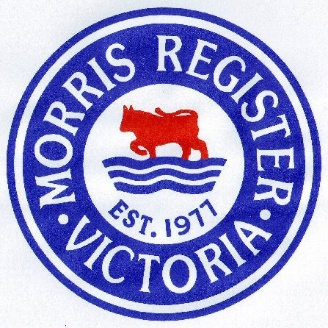 · MORRIS REGISTER ·
EST. 1977
VICTORIA